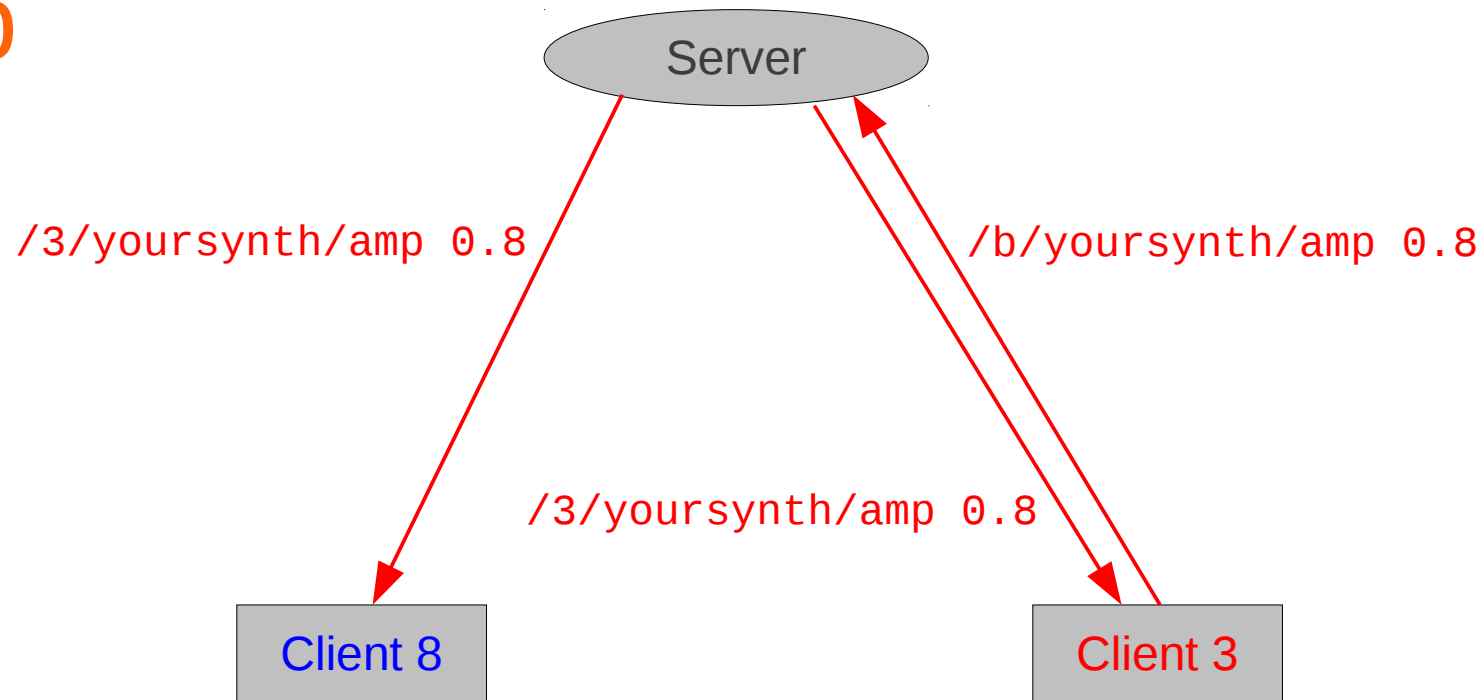 Server
/3/yoursynth/amp 0.8
/b/yoursynth/amp 0.8
/3/yoursynth/amp 0.8
Client 8
Client 3